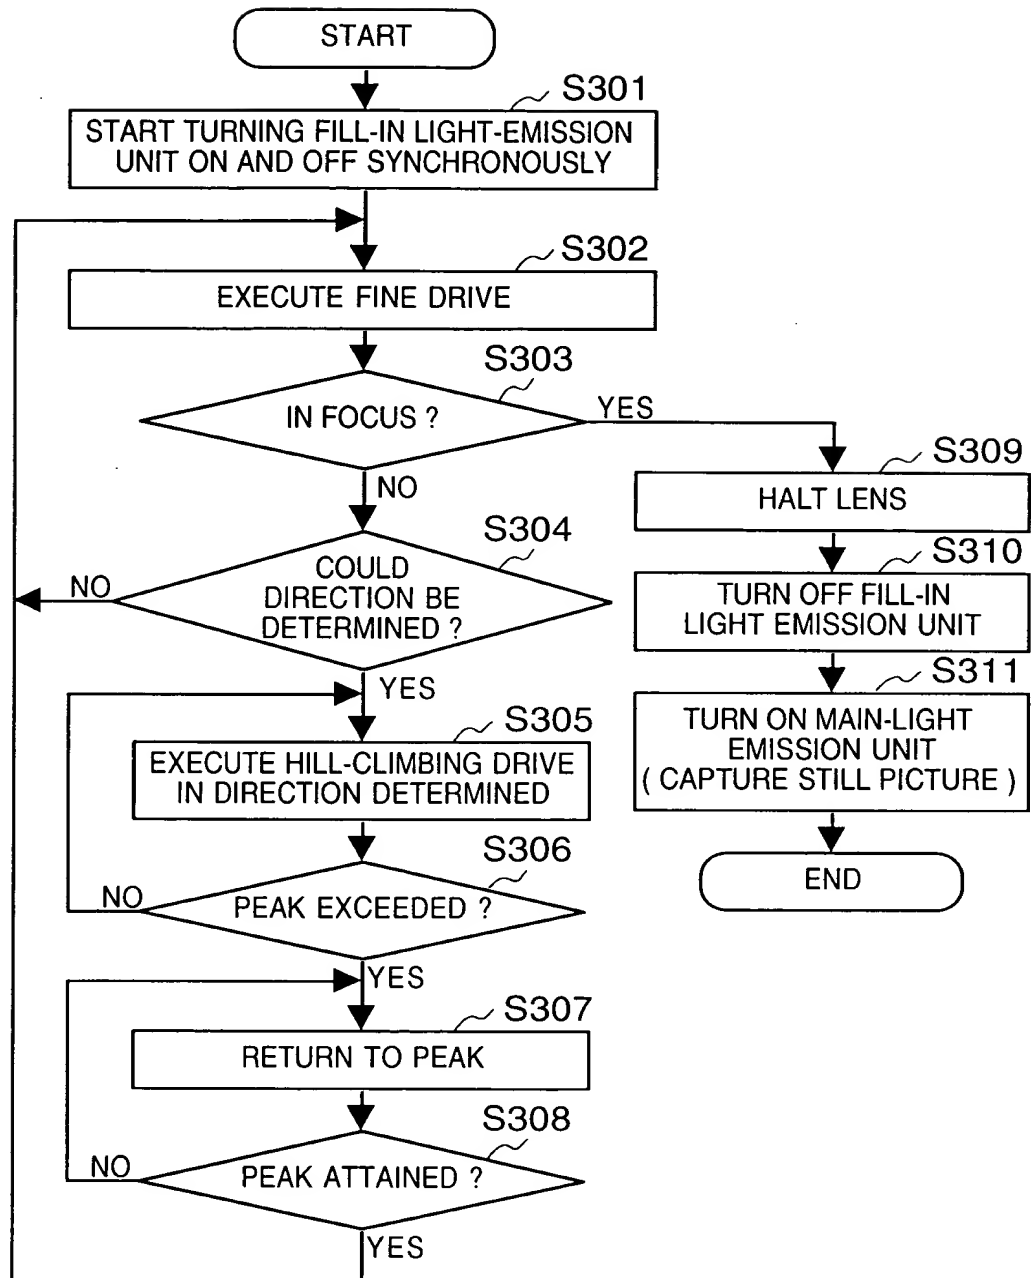 START
S301
START TURNING FILL-IN LIGHT-EMISSION
UNIT ON AND OFF SYNCHRONOUSLY
S302
EXECUTE FINE DRIVE
S303
IN FOCUS ?
YES
NO
S304
COULD
DIRECTION BE
DETERMINED ?
NO
YES
S305
EXECUTE HILL-CLIMBING DRIVE
IN DIRECTION DETERMINED
S306
PEAK EXCEEDED ?
NO
YES
S307
RETURN TO PEAK
S308
PEAK ATTAINED ?
NO
YES
S309
HALT LENS
S310
TURN OFF FILL-IN
LIGHT EMISSION UNIT
S311
TURN ON MAIN-LIGHT
EMISSION UNIT
( CAPTURE STILL PICTURE )
END